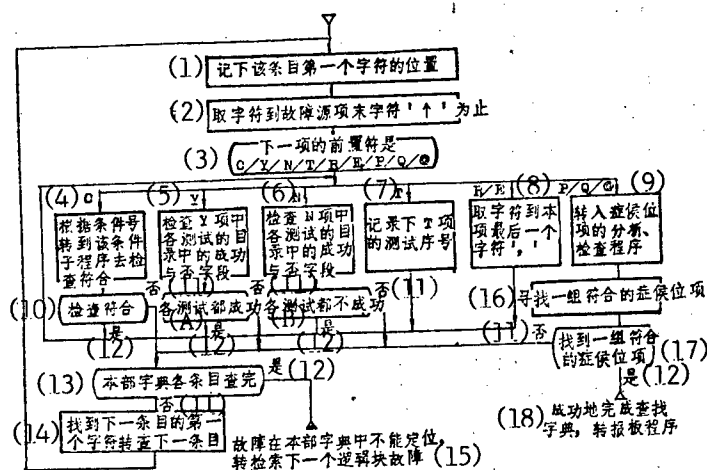 (1) 记下该条目第一个字符的位置
(2) 取字符到故障源项末字符'↑'为止
(3) 下一项的前置符是
C/Y/N/T/R/E/P/Q/@
(4) C
(5) Y
(6) N
(7) T
R/E (8)
P/Q/@ (9)
根据条件号
转到该条件
子程序去检
查符合
检查Y项中
各测试的目
录中的成功
与否字段
检查N项中
各测试的目
录中的成功
与否字段
记录下T项
的测试序号
取字符到本
项最后一个
字符','
转入症候位
项的分析、
检查程序
(10) 检查符合
否 (11)
各测试都成功
(A)
否 (11)
各测试都不成功
(B)
(11)
(16) 寻找一组符合的症候位项
是
(12)
是
(12)
是
(12)
(11) 否
找到一组符合
的症候位项 (17)
是 (12)
(13) 本部字典各条目查完
是 (12)
否 (11)
(14) 找到下一条目的第一
个字符转查下一条目
故障在本部字典中不能定位,
转检索下一个逻辑块故障 (15)
(18) 成功地完成查找
字典,转报板程序